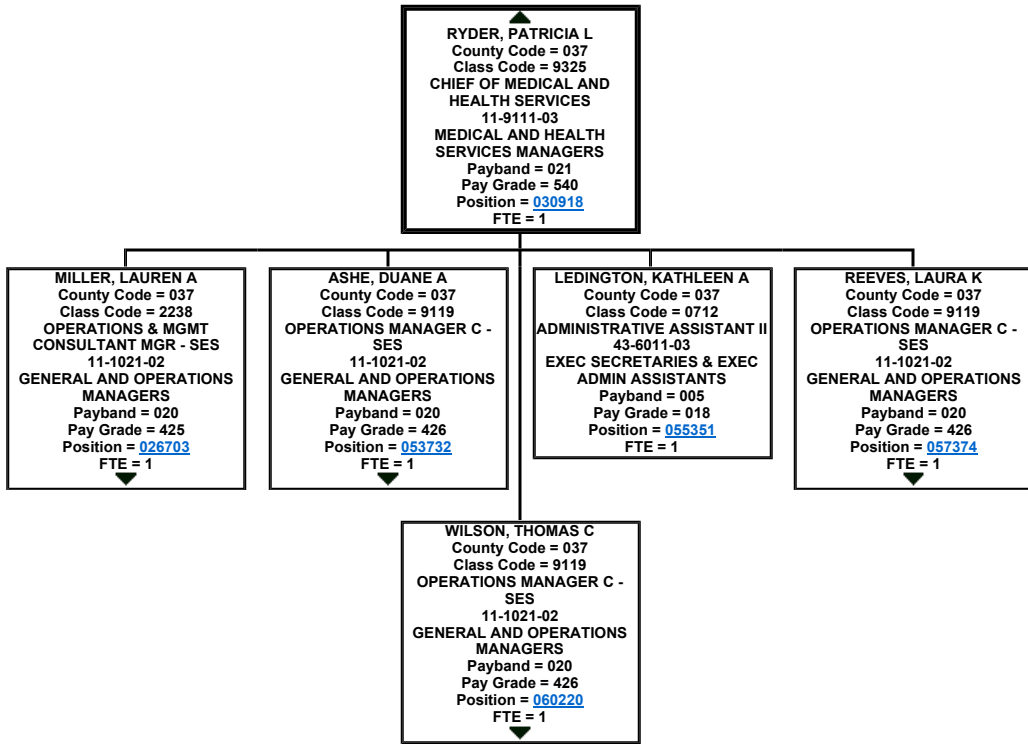 RYDER, PATRICIA L
County Code = 037
Class Code = 9325
CHIEF OF MEDICAL AND
HEALTH SERVICES
11-9111-03
MEDICAL AND HEALTH
SERVICES MANAGERS
Payband = 021
Pay Grade = 540
Position = 030918
FTE = 1
MILLER, LAUREN A
County Code = 037
Class Code = 2238
OPERATIONS & MGMT
CONSULTANT MGR - SES
11-1021-02
GENERAL AND OPERATIONS
MANAGERS
Payband = 020
Pay Grade = 425
Position = 026703
FTE = 1
ASHE, DUANE A
County Code = 037
Class Code = 9119
OPERATIONS MANAGER C -
SES
11-1021-02
GENERAL AND OPERATIONS
MANAGERS
Payband = 020
Pay Grade = 426
Position = 053732
FTE = 1
LEDINGTON, KATHLEEN A
County Code = 037
Class Code = 0712
ADMINISTRATIVE ASSISTANT II
43-6011-03
EXEC SECRETARIES & EXEC
ADMIN ASSISTANTS
Payband = 005
Pay Grade = 018
Position = 055351
FTE = 1
REEVES, LAURA K
County Code = 037
Class Code = 9119
OPERATIONS MANAGER C -
SES
11-1021-02
GENERAL AND OPERATIONS
MANAGERS
Payband = 020
Pay Grade = 426
Position = 057374
FTE = 1
WILSON, THOMAS C
County Code = 037
Class Code = 9119
OPERATIONS MANAGER C -
SES
11-1021-02
GENERAL AND OPERATIONS
MANAGERS
Payband = 020
Pay Grade = 426
Position = 060220
FTE = 1